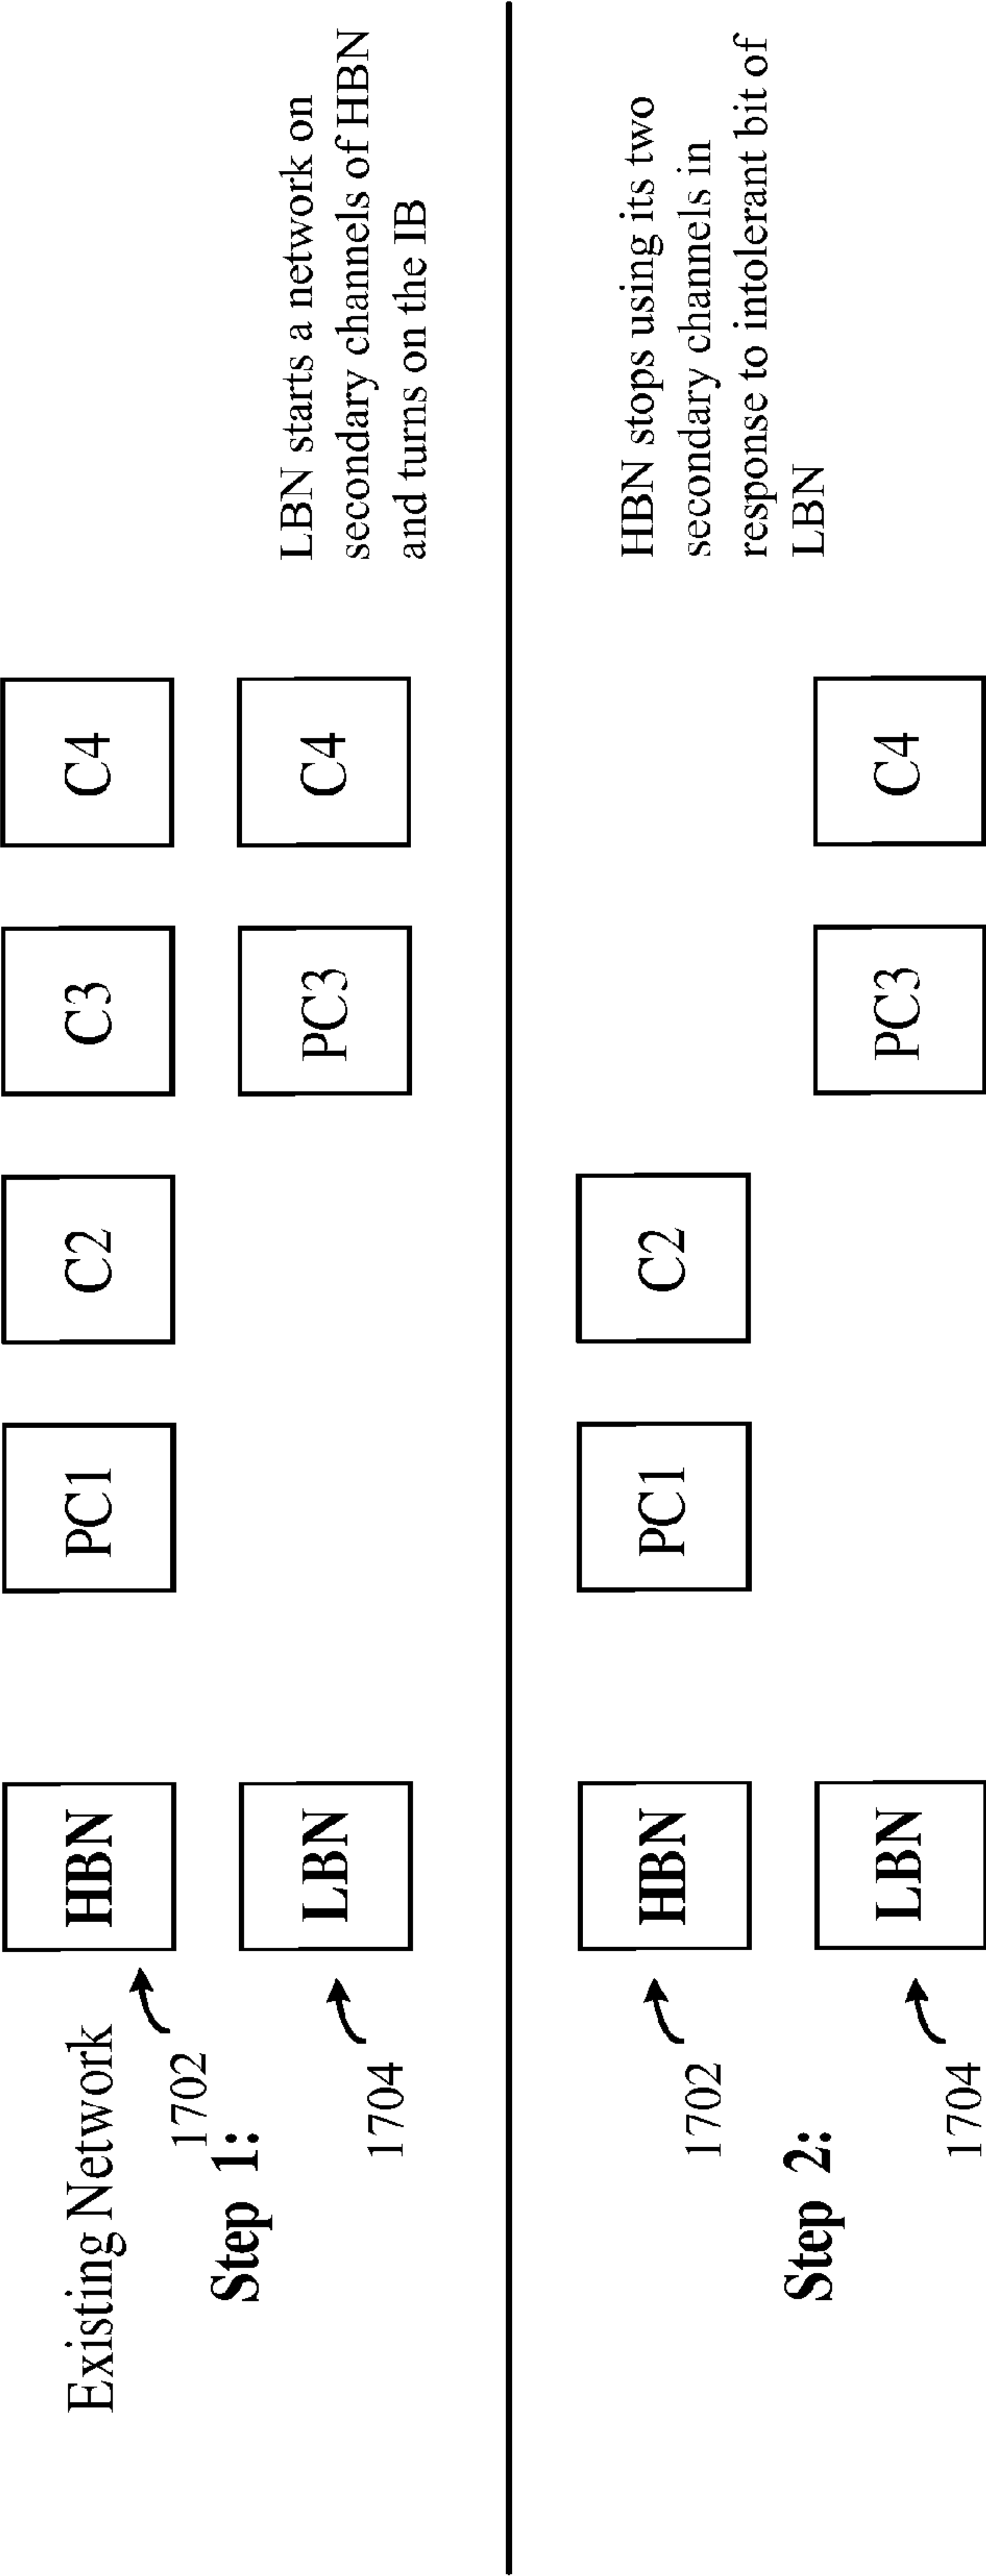 Existing Network
1702
HBN
PC1
C2
C3
C4
Step 1:
1704
LBN
PC3
C4
LBN starts a network on
secondary channels of HBN
and turns on the IB
1702
HBN
PC1
C2
Step 2:
1704
LBN
PC3
C4
HBN stops using its two
secondary channels in
response to intolerant bit of
LBN